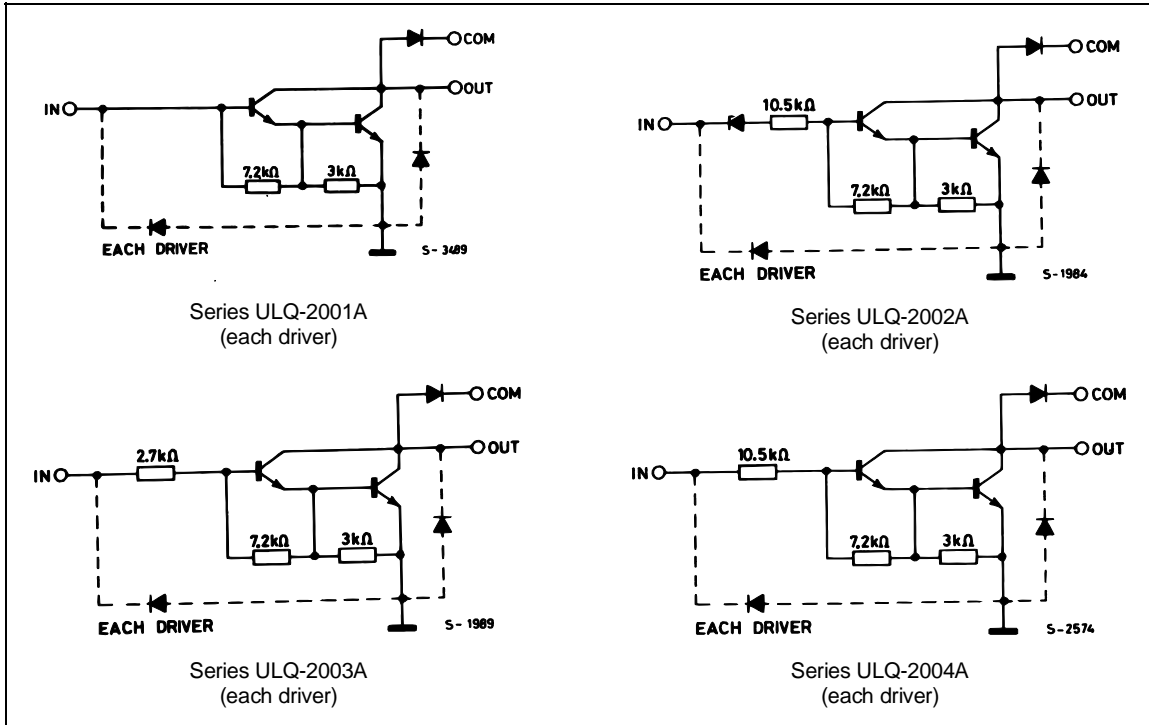 COM
OUT
IN
7.2kΩ 3kΩ
EACH DRIVER S-3489
Series ULQ-2001A
(each driver)
COM
OUT
10.5kΩ
IN
7.2kΩ 3kΩ
EACH DRIVER S-1984
Series ULQ-2002A
(each driver)
COM
OUT
2.7kΩ
IN
7.2kΩ 3kΩ
EACH DRIVER S-1989
Series ULQ-2003A
(each driver)
COM
OUT
10.5kΩ
IN
7.2kΩ 3kΩ
EACH DRIVER S-2574
Series ULQ-2004A
(each driver)